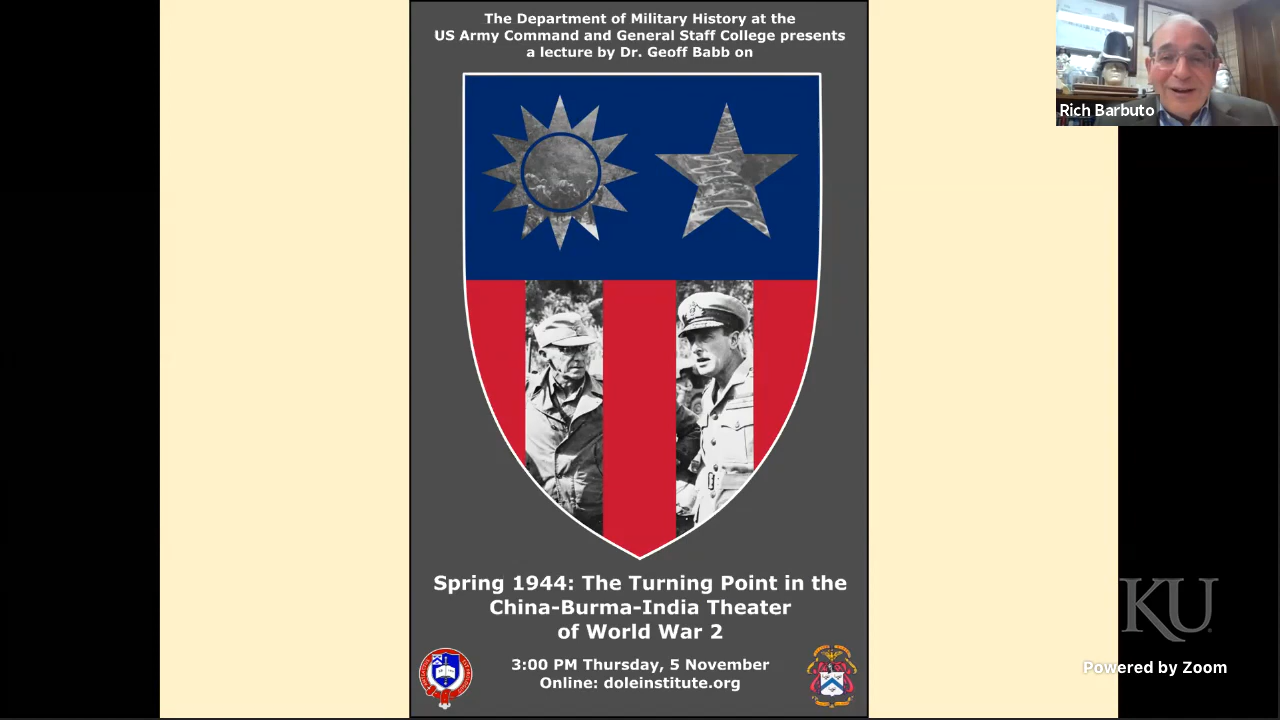 The Department of Military History at the
US Army Command and General Staff College presents
a lecture by Dr. Geoff Babb on
Rich Barbuto
Spring 1944: The Turning Point in the
China-Burma-India Theater
of World War 2
3:00 PM Thursday, 5 November
Online: doleinstitute.org
KU
Powered by Zoom